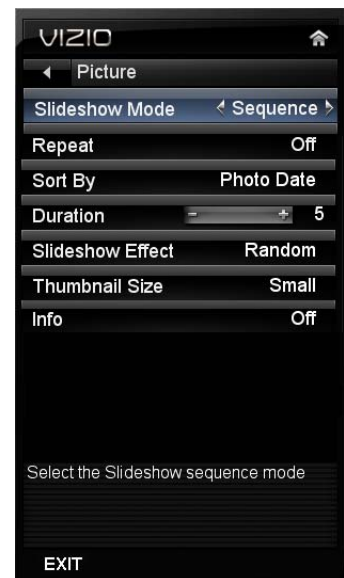 VIZIO
Picture
Slideshow Mode Sequence
Repeat Off
Sort By Photo Date
Duration - + 5
Slideshow Effect Random
Thumbnail Size Small
Info Off
Select the Slideshow sequence mode
EXIT